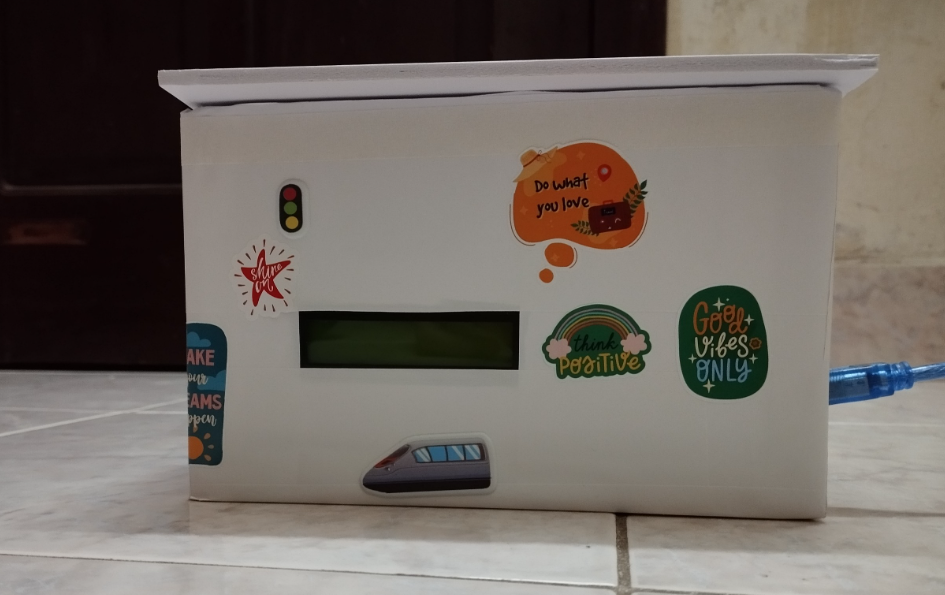 Do what
you love
shine
on
think
POSITIVE
Good
Vibes
ONLY
AKE
our
EAMS
ppen